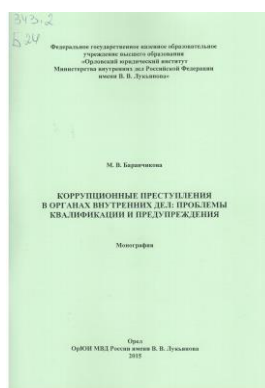 343.2
Б 24
Федеральное государственное казенное образовательное
учреждение высшего образования
«Орловский юридический институт
Министерства внутренних дел Российской Федерации
имени В. В. Лукьянова»
М. В. Баранчикова
КОРРУПЦИОННЫЕ ПРЕСТУПЛЕНИЯ
В ОРГАНАХ ВНУТРЕННИХ ДЕЛ: ПРОБЛЕМЫ
КВАЛИФИКАЦИИ И ПРЕДУПРЕЖДЕНИЯ
Монография
Орел
ОрЮИ МВД России имени В. В. Лукьянова
2015